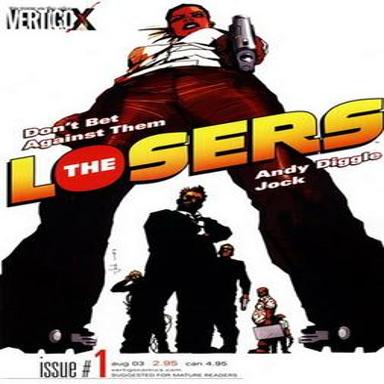 VERTIGO X
Don't Bet
Against Them
THE
LOSERS
Andy Diggle
Jock
issue #1
aug 03 2.95 can 4.95
vertigocomics.com
SUGGESTED FOR MATURE READERS